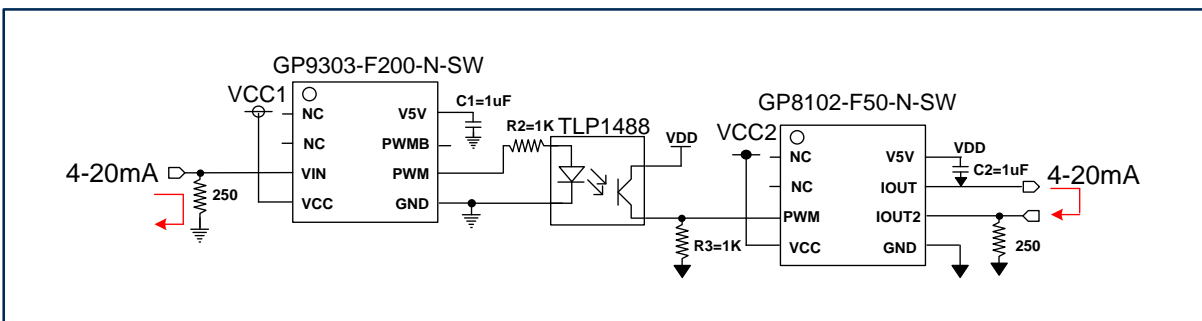 GP9303-F200-N-SW
VCC1
NC
NC
VIN
VCC
V5V
PWMB
PWM
GND
C1=1uF
4-20mA
250
R2=1K
TLP1488
VDD
R3=1K
GP8102-F50-N-SW
VCC2
NC
NC
PWM
VCC
V5V
IOUT
IOUT2
GND
VDD
C2=1uF
4-20mA
250